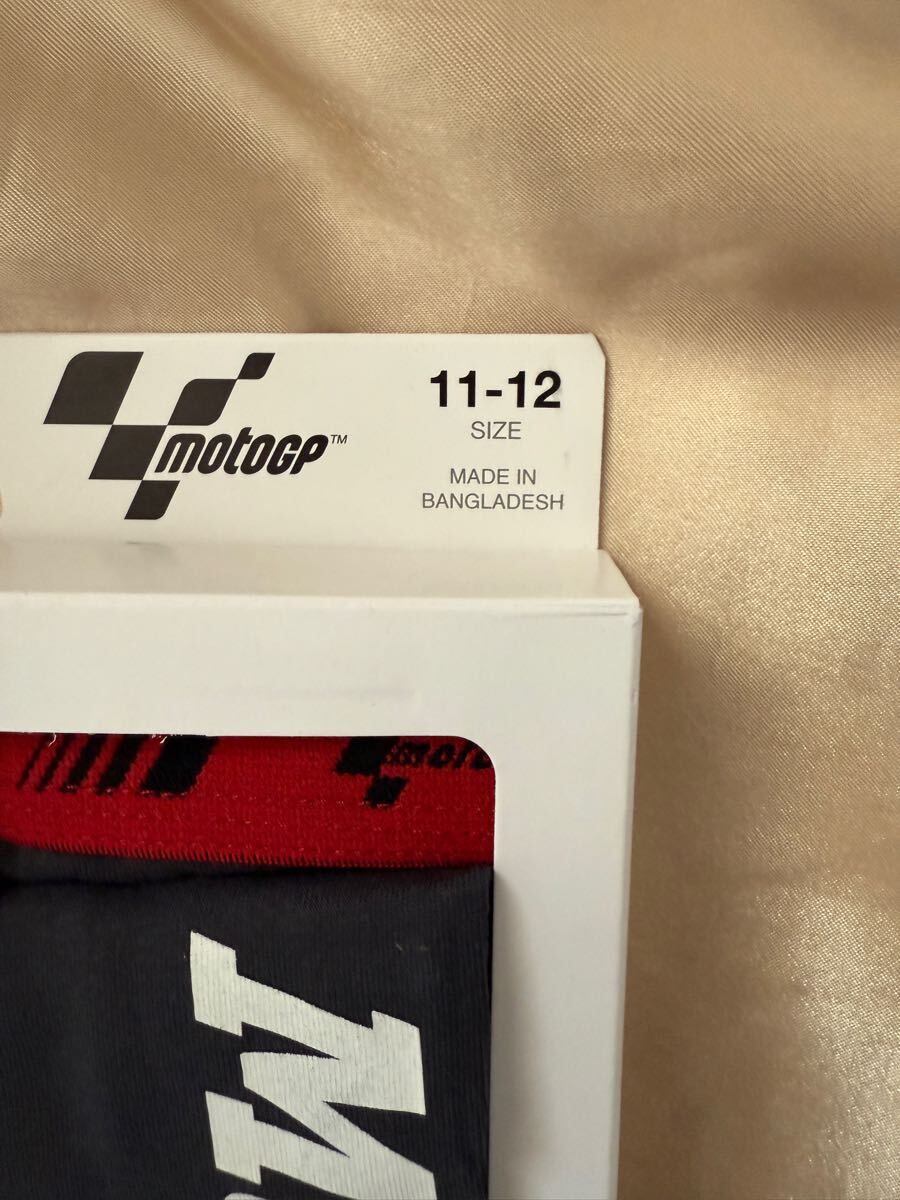 motoGP™
11-12
SIZE
MADE IN
BANGLADESH
M